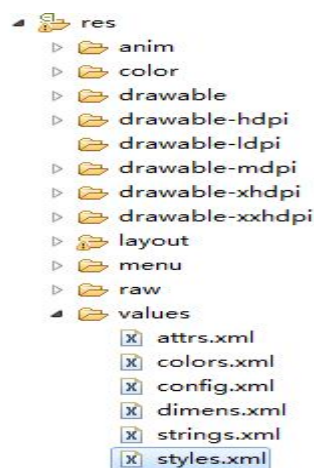 res
anim
color
drawable
drawable-hdpi
drawable-ldpi
drawable-mdpi
drawable-xhdpi
drawable-xxhdpi
layout
menu
raw
values
attrs.xml
colors.xml
config.xml
dimens.xml
strings.xml
styles.xml